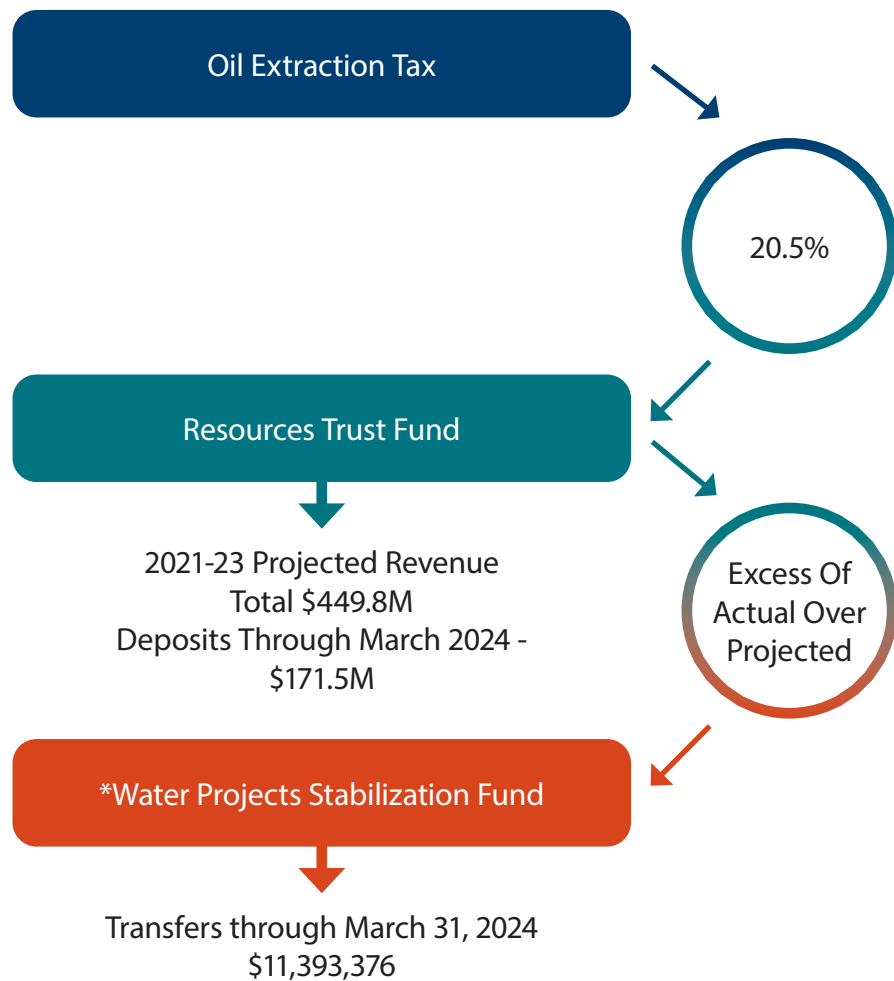 Oil Extraction Tax
20.5%
Resources Trust Fund
2021-23 Projected Revenue
Total $449.8M
Deposits Through March 2024 -
$171.5M
Excess Of
Actual Over
Projected
*Water Projects Stabilization Fund
Transfers through March 31, 2024
$11,393,376